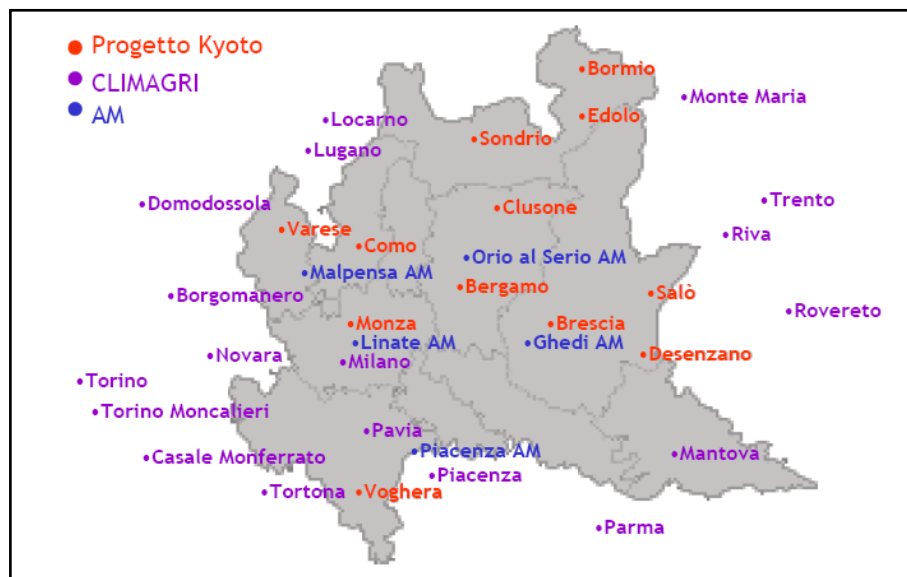 Progetto Kyoto
CLIMAGRI
AM
Bormio
Monte Maria
Edolo
Locarno
Sondrio
Lugano
Domodossola
Clusone
Trento
Varese
Riva
Como
Orio al Serio AM
Malpensa AM
Bergamo
Salò
Borgomanero
Rovereto
Monza
Brescia
Linate AM
Ghedi AM
Novara
Milano
Desenzano
Torino
Torino Moncalieri
Pavia
Piacenza AM
Casale Monferrato
Mantova
Piacenza
Tortona
Voghera
Parma